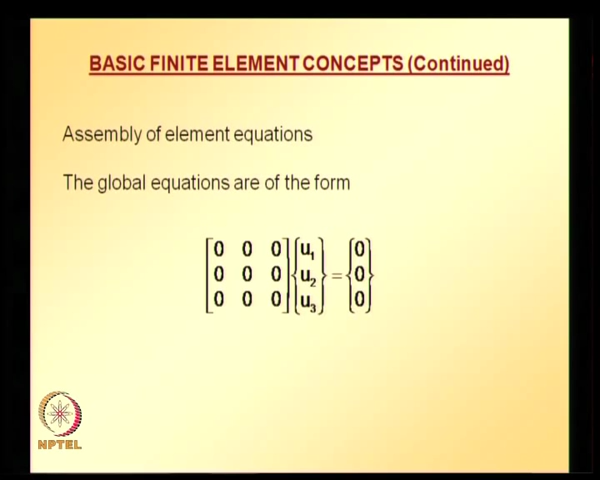 BASIC FINITE ELEMENT CONCEPTS (Continued)
Assembly of element equations
The global equations are of the form
[0 0 0] {u1} {0}
[0 0 0] {u2} = {0}
[0 0 0] {u3} {0}
NPTEL